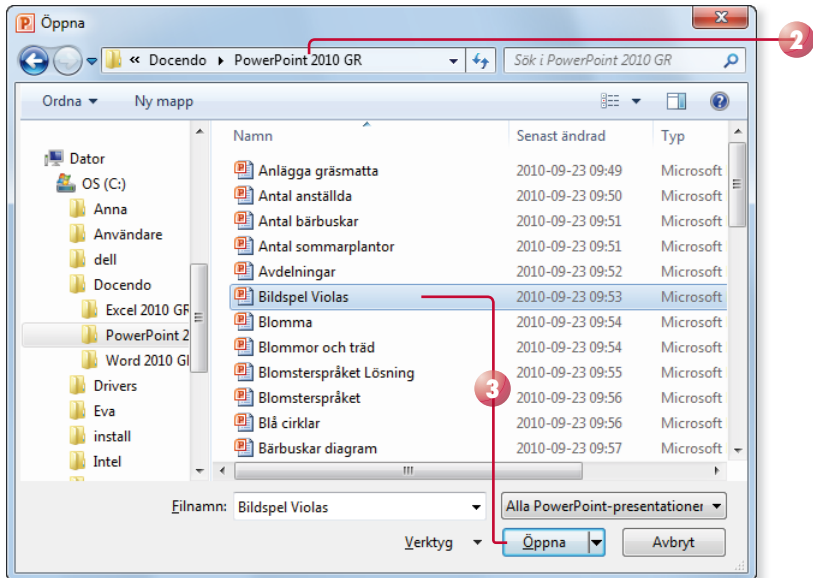 Öppna
2
« Docendo ▸ PowerPoint 2010 GR
Sök i PowerPoint 2010 GR
Ordna
Ny mapp
Namn
Senast ändrad
Typ
Dator
OS (C:)
Anna
Användare
dell
Docendo
Excel 2010 GR
PowerPoint 2
Word 2010 GI
Drivers
Eva
install
Intel
Anlägga gräsmatta 2010-09-23 09:49 Microsoft
Antal anställda 2010-09-23 09:50 Microsoft
Antal bärbuskar 2010-09-23 09:51 Microsoft
Antal sommarplantor 2010-09-23 09:51 Microsoft
Avdelningar 2010-09-23 09:52 Microsoft
Bildspel Violas 2010-09-23 09:53 Microsoft
Blomma 2010-09-23 09:54 Microsoft
Blommor och träd 2010-09-23 09:54 Microsoft
Blomsterspråket Lösning 2010-09-23 09:55 Microsoft
Blomsterspråket 2010-09-23 09:56 Microsoft
Blå cirklar 2010-09-23 09:56 Microsoft
Bärbuskar diagram 2010-09-23 09:57 Microsoft
3
Filnamn: Bildspel Violas
Alla PowerPoint-presentationer
Verktyg
Öppna
Avbryt